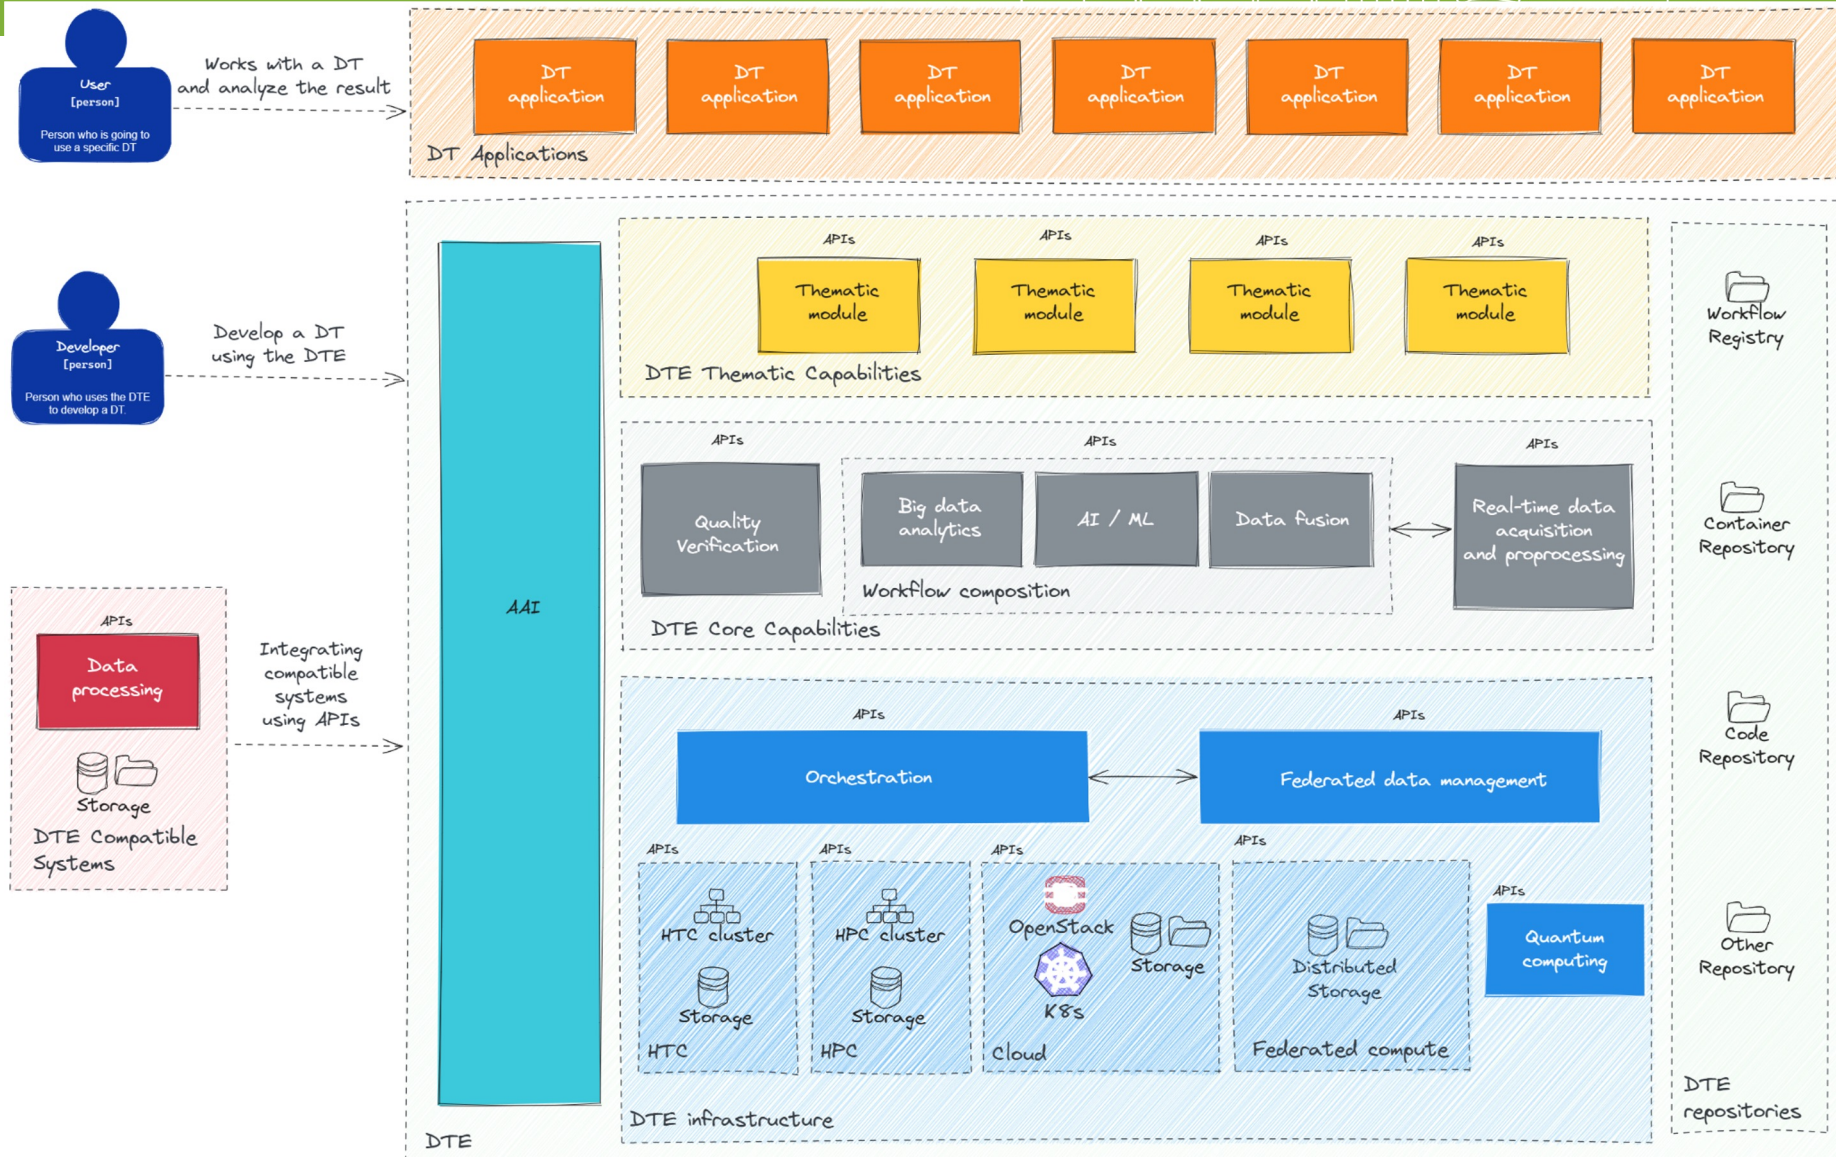 User
[person]
Person who is going to
use a specific DT
Works with a DT
and analyze the result
DT
application
DT
application
DT
application
DT
application
DT
application
DT
application
DT
application
DT Applications
Developer
[person]
Person who uses the DTE
to develop a DT.
Develop a DT
using the DTE
APIs
Data
processing
Storage
DTE Compatible
Systems
Integrating
compatible
systems
using APIs
AAI
DTE
APIs
APIs
APIs
APIs
Thematic
module
Thematic
module
Thematic
module
Thematic
module
DTE Thematic Capabilities
APIs
APIs
APIs
Quality
Verification
Big data
analytics
AI / ML
Data fusion
Workflow composition
Real-time data
acquisition
and proprocessing
DTE Core Capabilities
APIs
APIs
Orchestration
Federated data management
APIs
HTC cluster
Storage
HTC
APIs
HPC cluster
Storage
HPC
APIs
OpenStack
K8s
Storage
Cloud
APIs
Distributed
Storage
Federated compute
APIs
Quantum
computing
DTE infrastructure
Workflow
Registry
Container
Repository
Code
Repository
Other
Repository
DTE
repositories